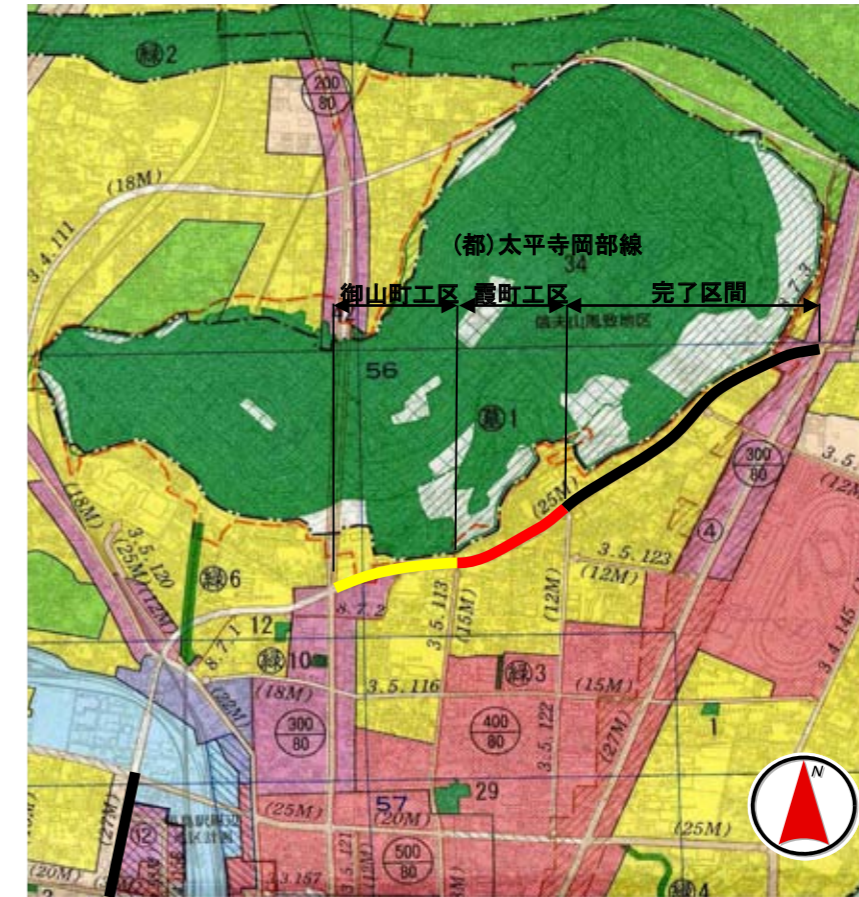 緑2
200
80
(18M)
3.4.111
(都)太平寺岡部線
34
御山町工区
霞町工区
完了区間
信夫山風致地区
8.7.3
56
墓1
(25M)
300
80
3.5.
(12M
④
(18M)
3.5.120
(25M)
(12M)
緑6
3.5.123
(12M)
8.7.2
3.5.113
(15M)
(12M)
8.7.1
12
緑10
緑3
3.4.145
(22M)
(18M)
3.5.116
(15M)
300
80
400
80
3.5.122
(27M)
1
N
29
57
(25M)
(20M)
(25M)
(27M)
⑫
3.5.121
500
80
(20M)
3.157
緑4